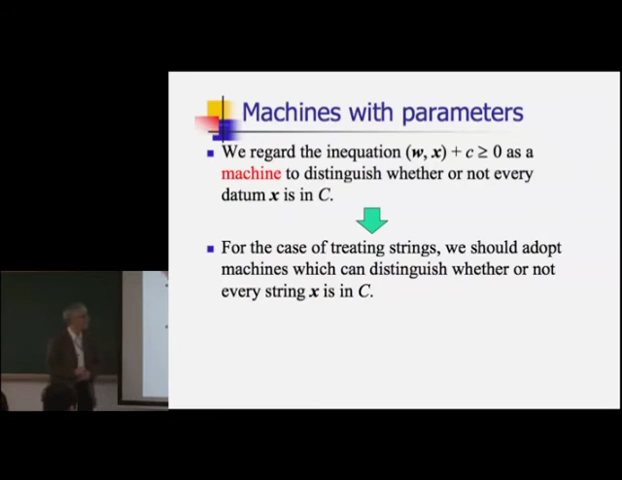 Machines with parameters
We regard the inequation (w, x) + c ≥ 0 as a
machine to distinguish whether or not every
datum x is in C.
For the case of treating strings, we should adopt
machines which can distinguish whether or not
every string x is in C.